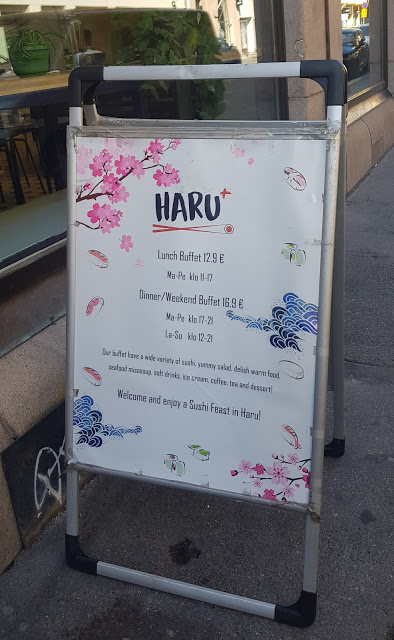 HARU+
Lunch Buffet 12.9 €
Ma-Pe klo 11-17
Dinner/Weekend Buffet 16.9 €
Ma-Pe klo 17-21
La-Su klo 12-21
Our buffet have a wide variety of sushi, yummy salad, delish warm food,
seafood misosoup, soft drinks, ice cream, coffee, tea and dessert!
Welcome and enjoy a Sushi Feast in Haru!